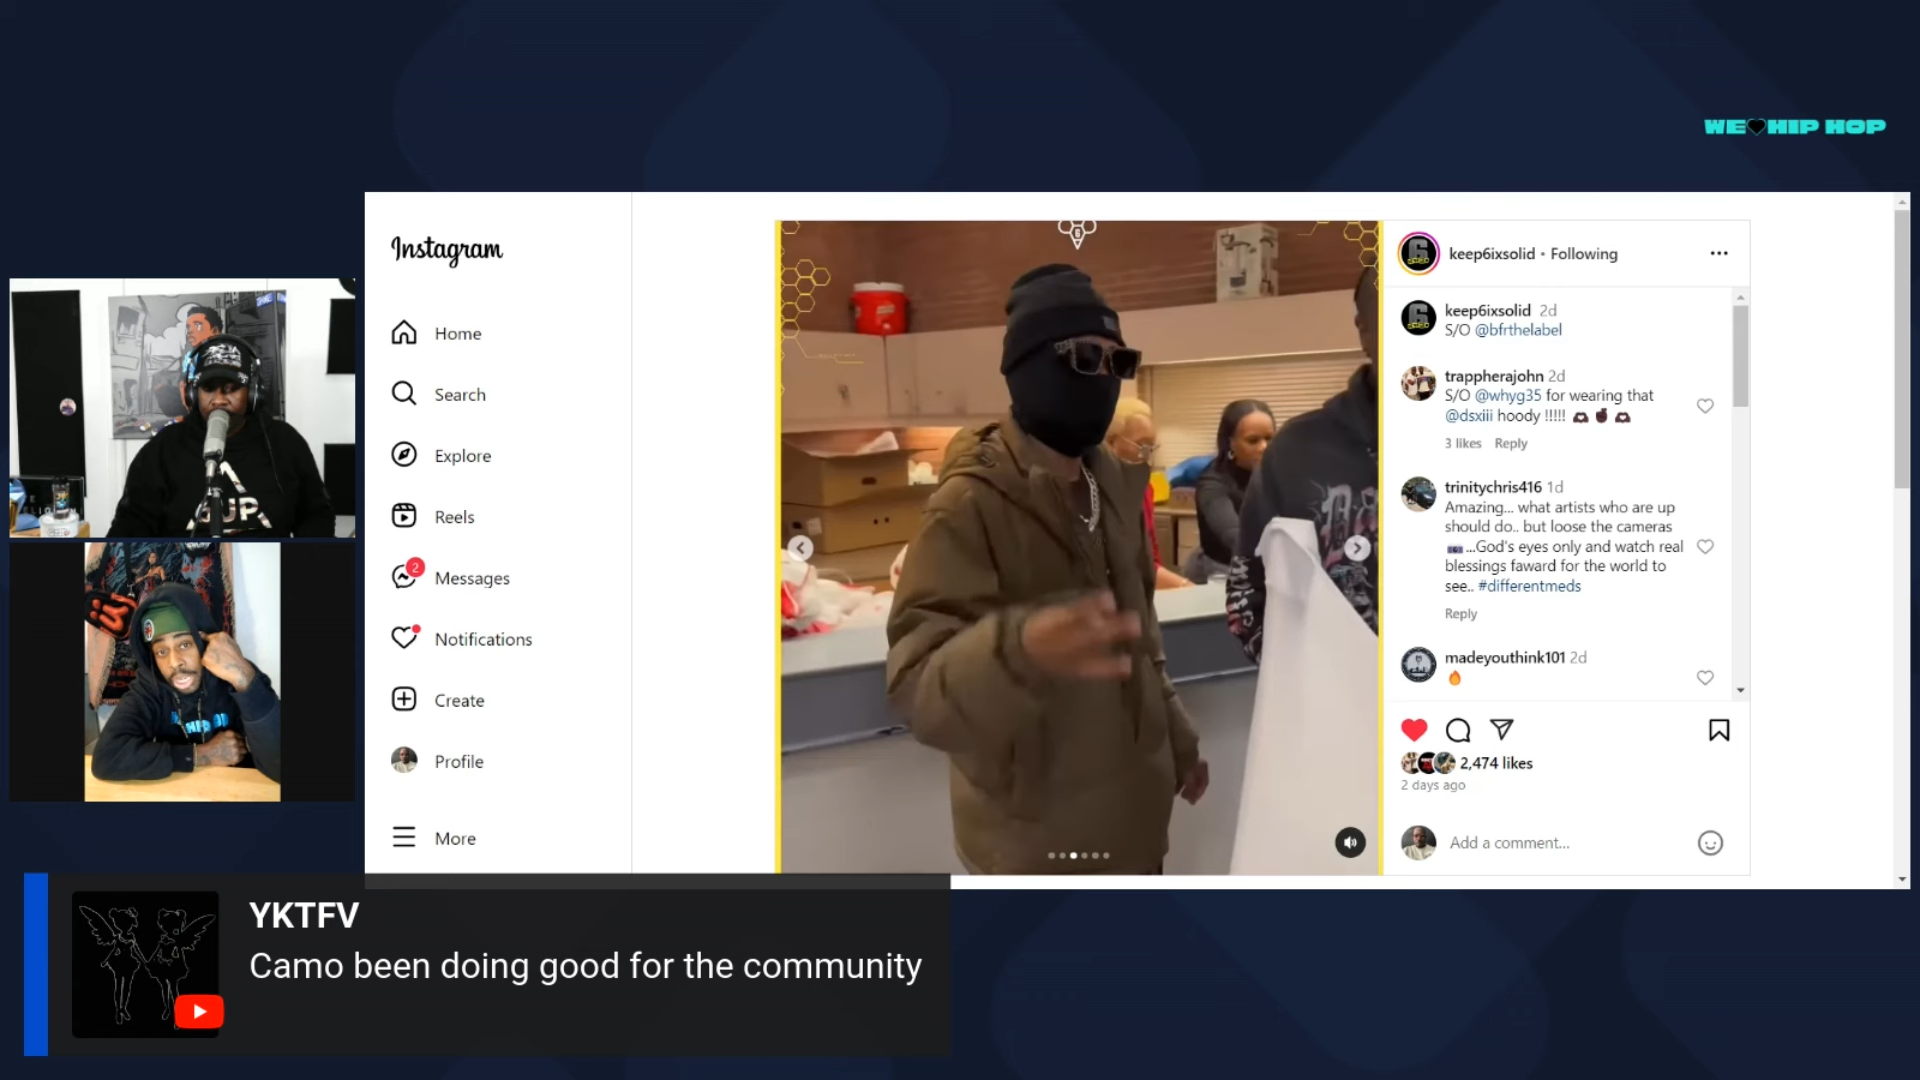 WE HIP HOP
Instagram
Home
Search
Explore
Reels
2
Messages
Notifications
Create
Profile
More
keep6ixsolid • Following
keep6ixsolid 2d
S/O @bfrthelabel
trappherajohn 2d
S/O @whyg35 for wearing that
@dsxiii hoody !!!!!
3 likes Reply
trinitychris416 1d
Amazing... what artists who are up
should do.. but loose the cameras
...God's eyes only and watch real
blessings faward for the world to
see.. #differentmeds
Reply
madeyouthink101 2d
2,474 likes
2 days ago
Add a comment...
YKTFV
Camo been doing good for the community